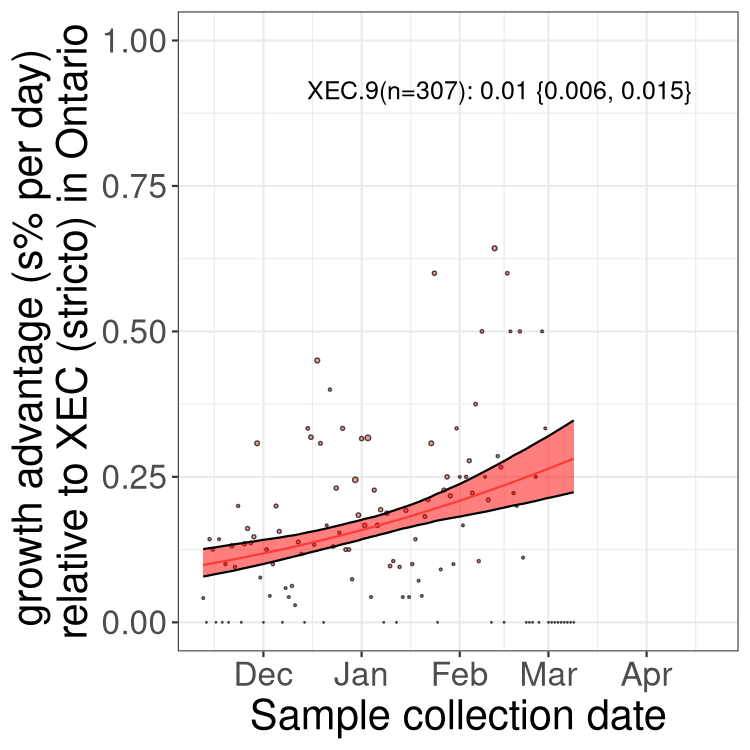 growth advantage (s% per day)
relative to XEC (stricto) in Ontario
1.00
0.75
0.50
0.25
0.00
XEC.9(n=307): 0.01 {0.006, 0.015}
Dec Jan Feb Mar Apr
Sample collection date